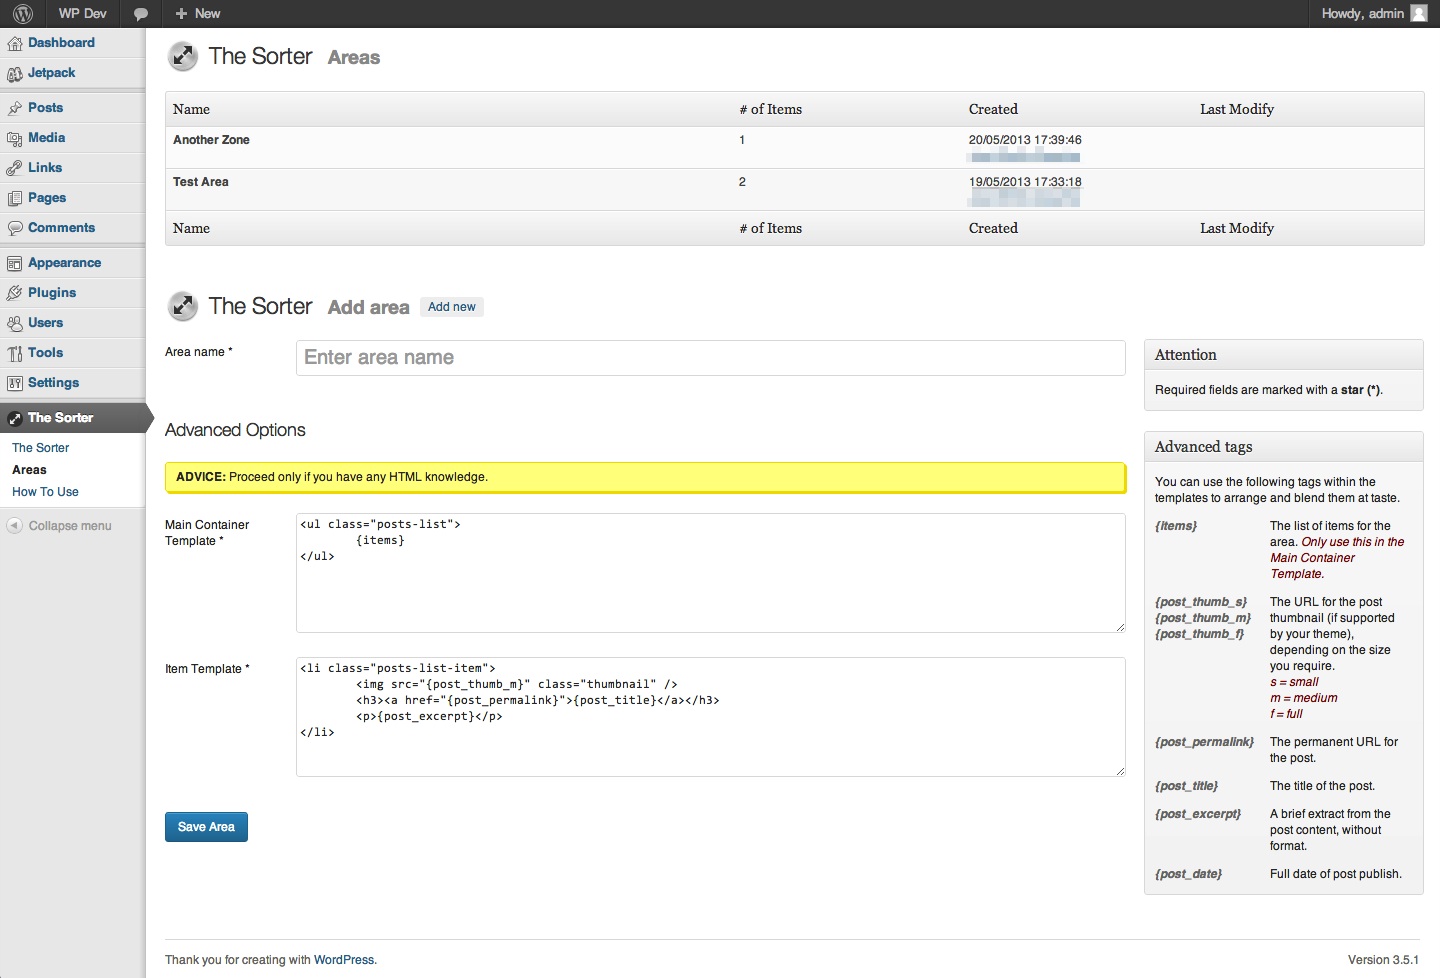 WP Dev
New
Howdy, admin
Dashboard
Jetpack
Posts
Media
Links
Pages
Comments
Appearance
Plugins
Users
Tools
Settings
The Sorter
The Sorter
Areas
How To Use
Collapse menu
The Sorter Areas
Name # of Items Created Last Modify
Another Zone 1 20/05/2013 17:39:46
Test Area 2 19/05/2013 17:33:18
Name # of Items Created Last Modify
The Sorter Add area Add new
Area name *
Enter area name
Advanced Options
ADVICE: Proceed only if you have any HTML knowledge.
Main Container
Template *
<ul class="posts-list">
{items}
</ul>
Item Template *
<li class="posts-list-item">
<img src="{post_thumb_m}" class="thumbnail" />
<h3><a href="{post_permalink}">{post_title}</a></h3>
<p>{post_excerpt}</p>
</li>
Save Area
Attention
Required fields are marked with a star (*).
Advanced tags
You can use the following tags within the
templates to arrange and blend them at taste.
{items}
The list of items for the
area. Only use this in the
Main Container
Template.
{post_thumb_s}
{post_thumb_m}
{post_thumb_f}
The URL for the post
thumbnail (if supported
by your theme),
depending on the size
you require.
s = small
m = medium
f = full
{post_permalink}
The permanent URL for
the post.
{post_title}
The title of the post.
{post_excerpt}
A brief extract from the
post content, without
format.
{post_date}
Full date of post publish.
Thank you for creating with WordPress.
Version 3.5.1